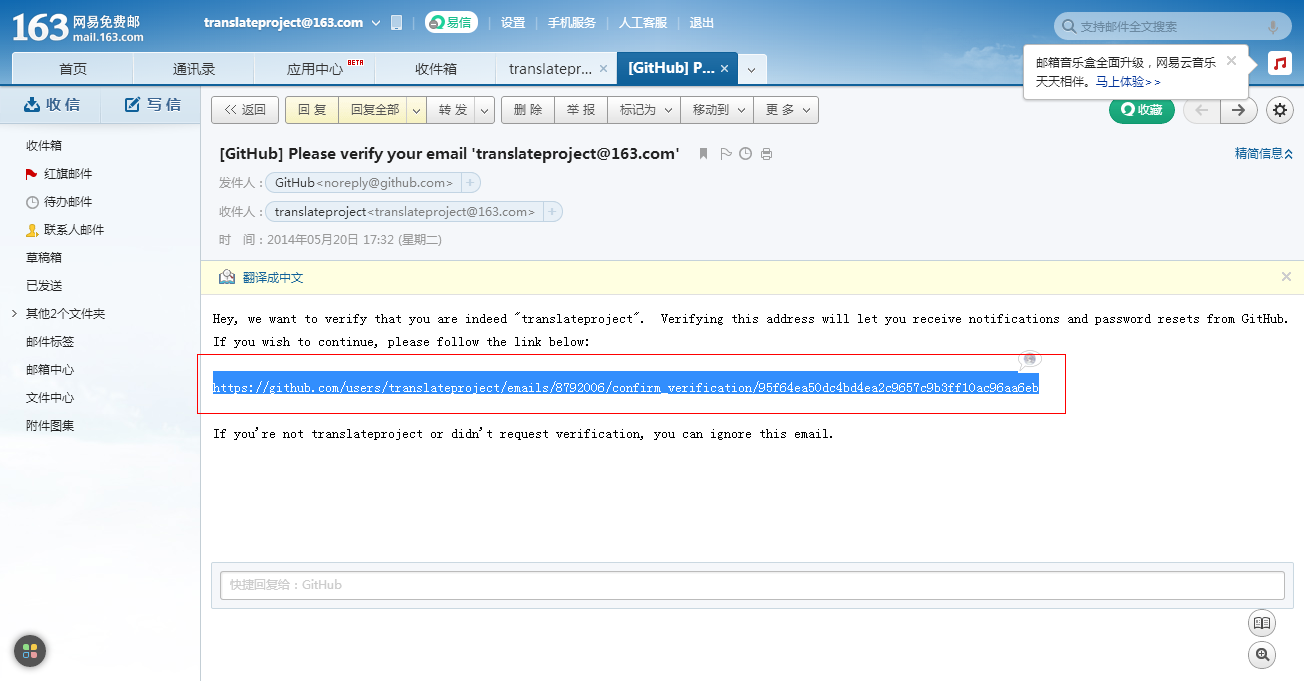 163 网易免费邮
mail.163.com
translateproject@163.com
易信
设置
手机服务
人工客服
退出
支持邮件全文搜索
首页
通讯录
应用中心 BETA
收件箱
translatepr... ×
[GitHub] P... ×
邮箱音乐盒全面升级，网易云音乐
天天相伴。马上体验>>
收 信
写 信
<< 返回
回 复
回复全部
转 发
删 除
举 报
标记为
移动到
更 多
收藏
收件箱
红旗邮件
待办邮件
联系人邮件
草稿箱
已发送
其他2个文件夹
邮件标签
邮箱中心
文件中心
附件图集
[GitHub] Please verify your email 'translateproject@163.com'
精简信息
发件人：GitHub<noreply@github.com> +
收件人：translateproject<translateproject@163.com> +
时 间：2014年05月20日 17:32 (星期二)
翻译成中文
Hey, we want to verify that you are indeed "translateproject".  Verifying this address will let you receive notifications and password resets from GitHub.
If you wish to continue, please follow the link below:
https://github.com/users/translateproject/emails/8792006/confirm_verification/95f64ea50dc4bd4ea2c9657c9b3ff10ac96aa6eb
If you're not translateproject or didn't request verification, you can ignore this email.
快捷回复给：GitHub